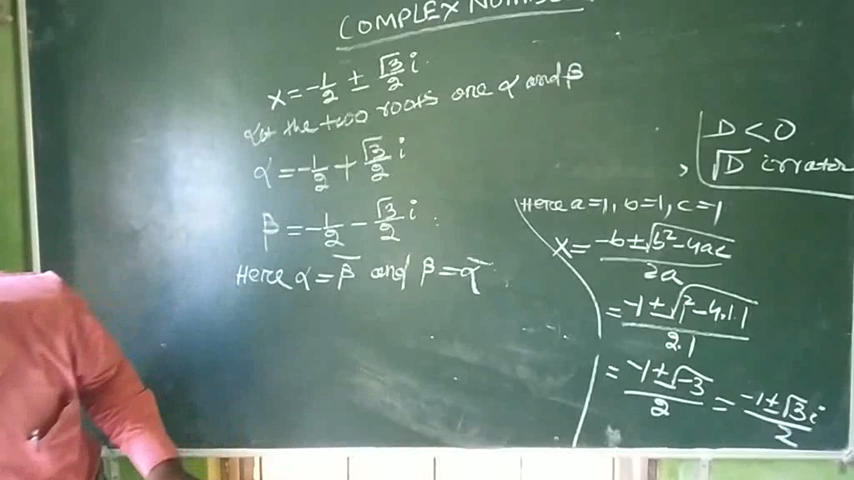 COMPLEX NUMBE
x = -1/2 ± √3/2 i
Let the two roots are α and β
α = -1/2 + √3/2 i
β = -1/2 - √3/2 i
Here α = β̅ and β = α̅
D < 0
√D irration
Here a=1, b=1, c=1
x = (-b ± √(b² - 4ac))/2a
= (-1 ± √(1² - 4.1.1))/2.1
= (-1 ± √-3)/2 = (-1 ± √3 i)/2